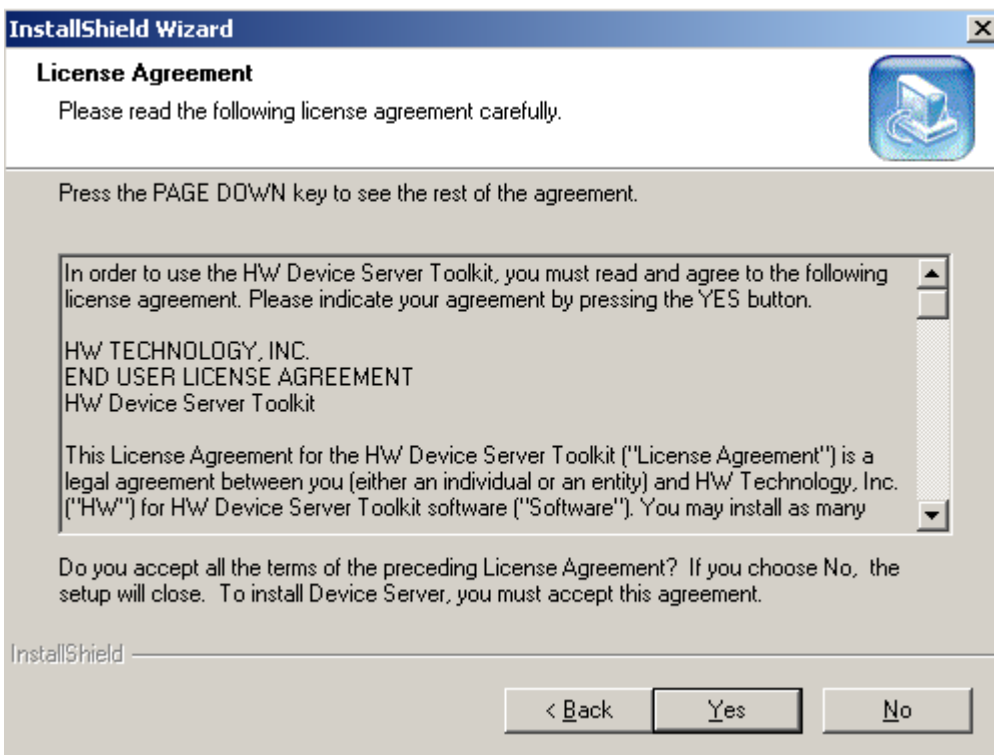 InstallShield Wizard
License Agreement
Please read the following license agreement carefully.
Press the PAGE DOWN key to see the rest of the agreement.
In order to use the HW Device Server Toolkit, you must read and agree to the following
license agreement. Please indicate your agreement by pressing the YES button.
HW TECHNOLOGY, INC.
END USER LICENSE AGREEMENT
HW Device Server Toolkit
This License Agreement for the HW Device Server Toolkit ("License Agreement") is a
legal agreement between you (either an individual or an entity) and HW Technology, Inc.
("HW") for HW Device Server Toolkit software ("Software"). You may install as many
Do you accept all the terms of the preceding License Agreement?  If you choose No,  the
setup will close.  To install Device Server, you must accept this agreement.
InstallShield
< Back
Yes
No